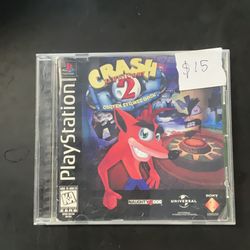 CRASH
BANDICOOT
2
CORTEX STRIKES BACK
$15
PlayStation
NAUGHTY DOG
UNIVERSAL
SONY